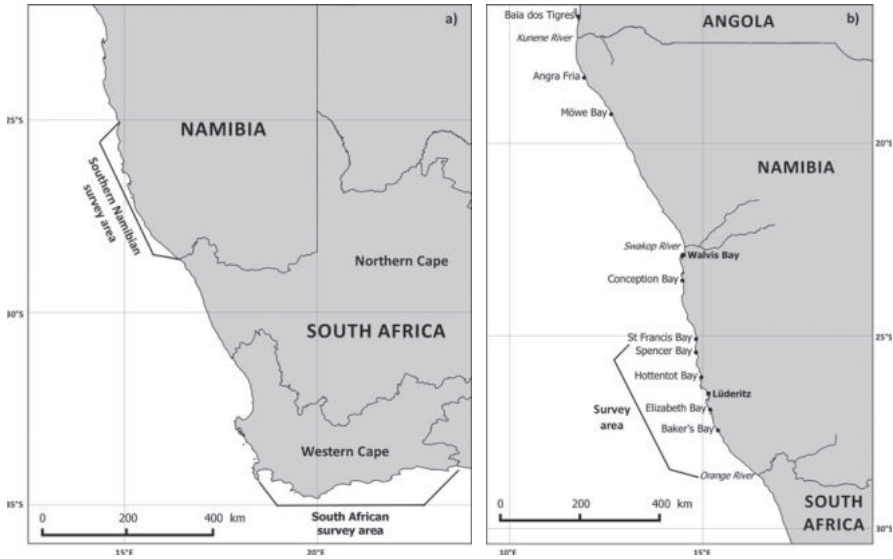 a)
25°S
NAMIBIA
Southern Namibian
survey area
Northern Cape
30°S
SOUTH AFRICA
Western Cape
35°S
0 200 400 km
South African
survey area
15°E 20°E
b)
Baia dos Tigres
ANGOLA
Kunene River
Angra Fria
Möwe Bay
20°S
NAMIBIA
Swakop River
Walvis Bay
Conception Bay
25°S
St Francis Bay
Spencer Bay
Hottentot Bay
Lüderitz
Survey
area
Elizabeth Bay
Baker's Bay
Orange River
SOUTH
AFRICA
0 200 400 km
30°S
10°E 15°E